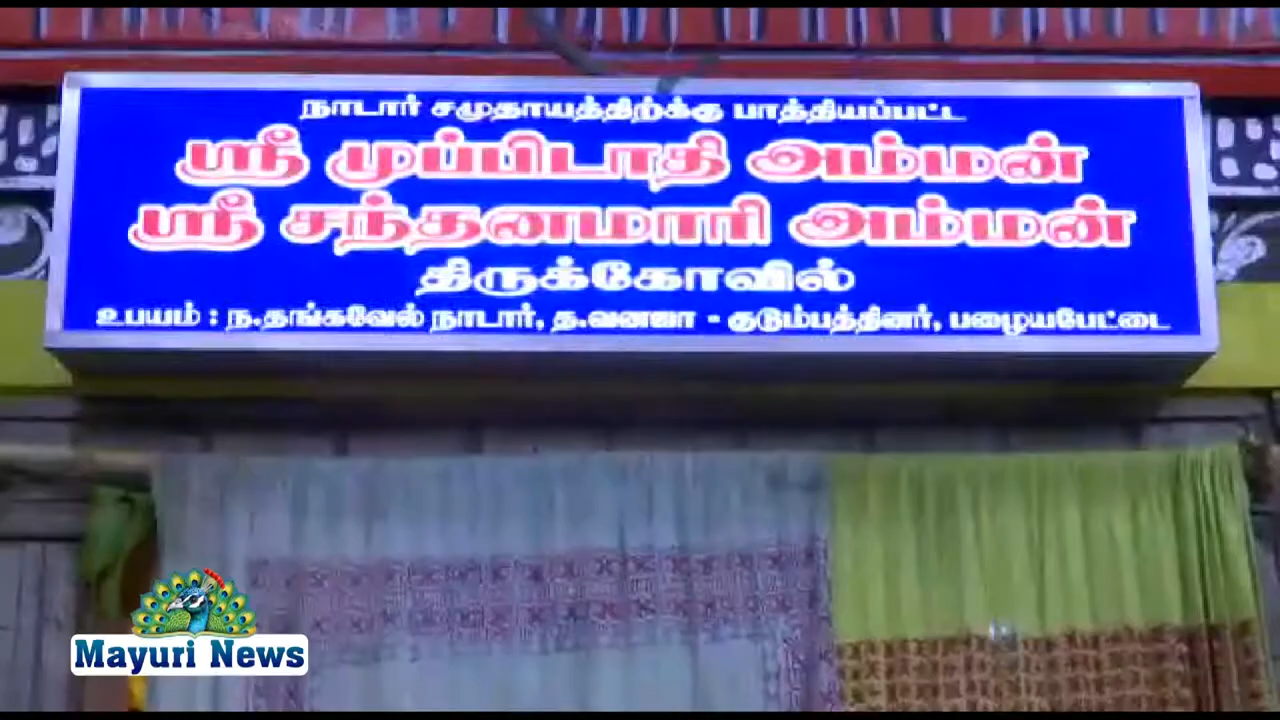 நாடார் சமுதாயத்திற்க்கு பாத்தியப்பட்ட
ஸ்ரீ முப்பிடாதி அம்மன்
ஸ்ரீ சந்தனமாரி அம்மன்
திருக்கோவில்
உபயம் : ந.தங்கவேல் நாடார், த.வனஜா - குடும்பத்தினர், பழையபேட்டை
Mayuri News